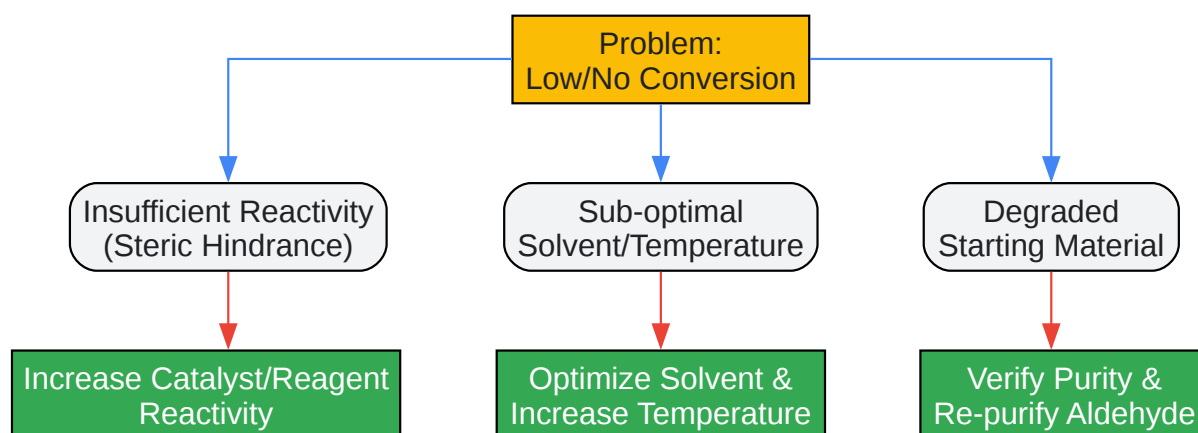 Problem:
Low/No Conversion
Insufficient Reactivity
(Steric Hindrance)
Sub-optimal
Solvent/Temperature
Degraded
Starting Material
Increase Catalyst/Reagent
Reactivity
Optimize Solvent &
Increase Temperature
Verify Purity &
Re-purify Aldehyde